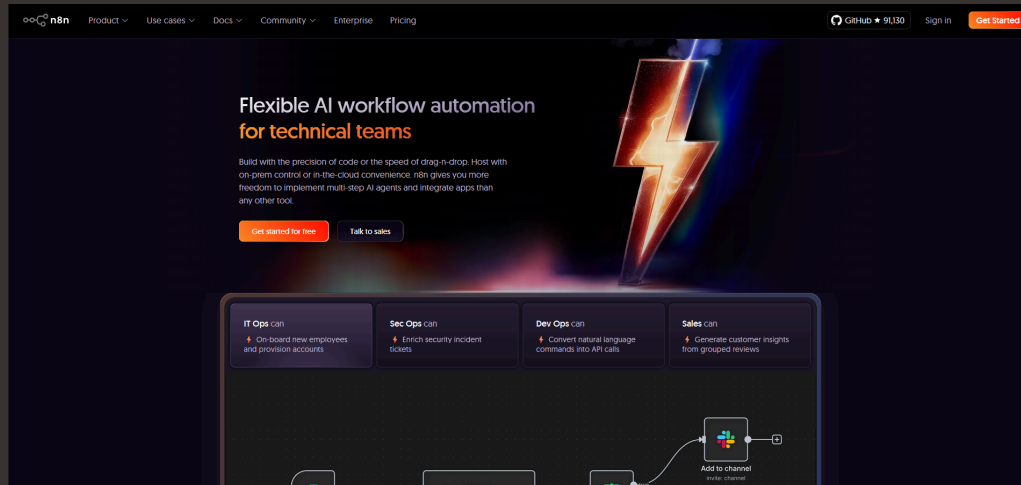 n8n
Product
Use cases
Docs
Community
Enterprise
Pricing
GitHub ★ 91,130
Sign in
Get Started
Flexible AI workflow automation
for technical teams
Build with the precision of code or the speed of drag-n-drop. Host with
on-prem control or in-the-cloud convenience. n8n gives you more
freedom to implement multi-step AI agents and integrate apps than
any other tool.
Get started for free
Talk to sales
IT Ops can
On-board new employees
and provision accounts
Sec Ops can
Enrich security incident
tickets
Dev Ops can
Convert natural language
commands into API calls
Sales can
Generate customer insights
from grouped reviews
Add to channel
invite: channel